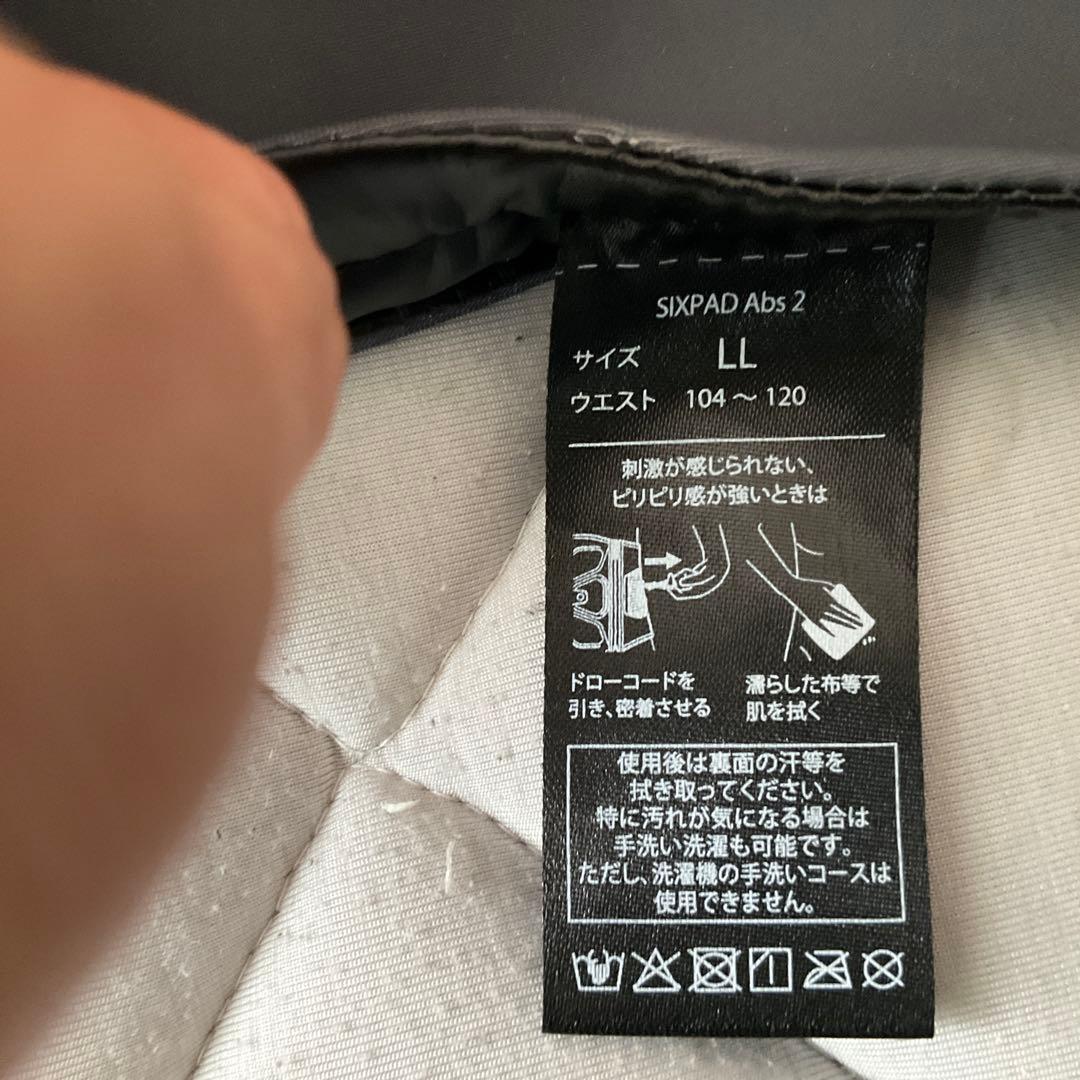 SIXPAD Abs 2
サイズ LL
ウエスト 104～120
刺激が感じられない、
ピリピリ感が強いときは
ドローコードを
引き、密着させる
濡らした布等で
肌を拭く
使用後は裏面の汗等を
拭き取ってください。
特に汚れが気になる場合は
手洗い洗濯も可能です。
ただし、洗濯機の手洗いコースは
使用できません。